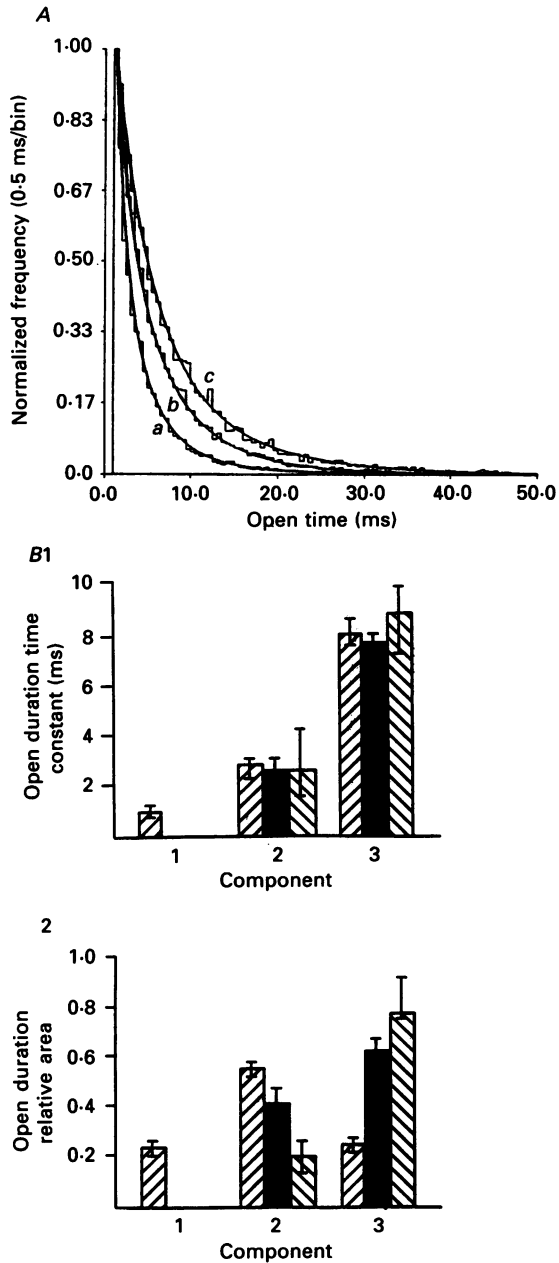 A
Normalized frequency (0·5 ms/bin)
1·00
0·83
0·67
0·50
0·33
0·17
0·0
a
b
c
0·0 10·0 20·0 30·0 40·0 50·0
Open time (ms)
B1
Open duration time
constant (ms)
10
8
6
4
2
1 2 3
Component
2
Open duration
relative area
1·0
0·8
0·6
0·4
0·2
1 2 3
Component